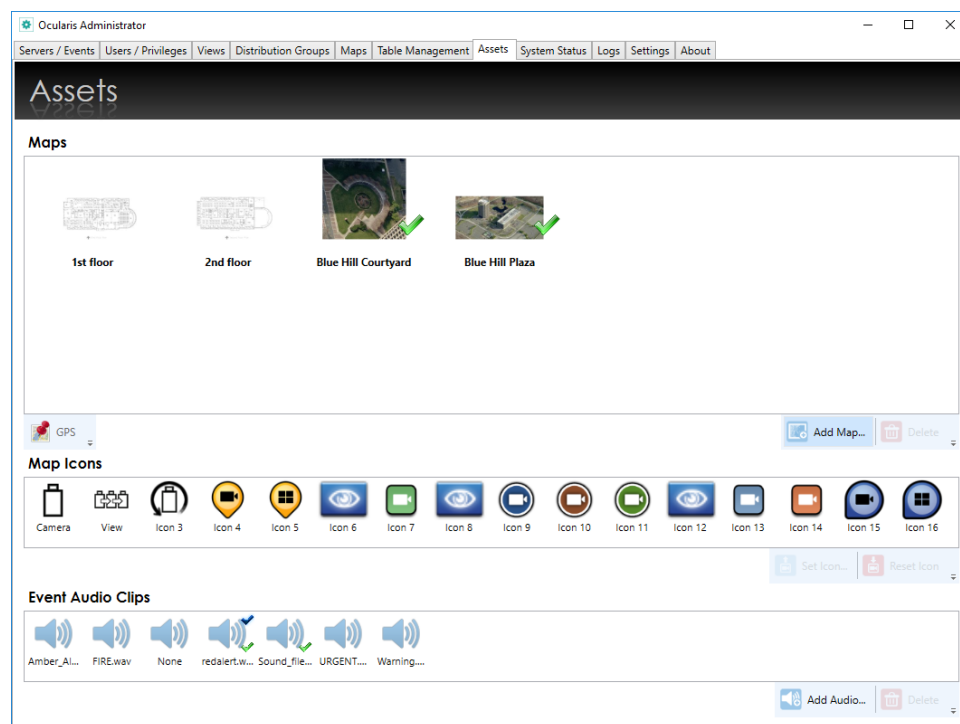 Ocularis Administrator
Servers / Events Users / Privileges Views Distribution Groups Maps Table Management Assets System Status Logs Settings About
Assets
Maps
1st floor 2nd floor Blue Hill Courtyard Blue Hill Plaza
GPS Add Map... Delete
Map Icons
Camera View Icon 3 Icon 4 Icon 5 Icon 6 Icon 7 Icon 8 Icon 9 Icon 10 Icon 11 Icon 12 Icon 13 Icon 14 Icon 15 Icon 16
Set Icon... Reset Icon
Event Audio Clips
Amber_Al... FIRE.wav None redalert.w... Sound_file... URGENT.... Warning....
Add Audio... Delete